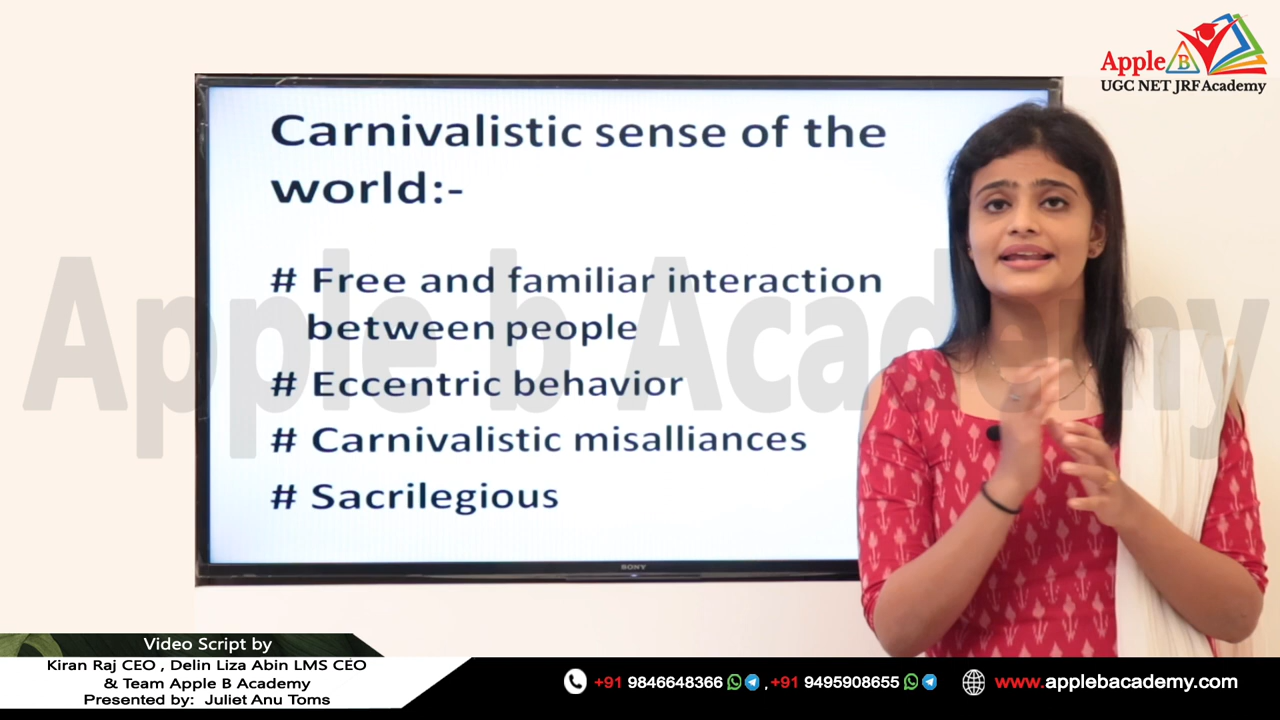 Apple B
UGC NET JRF Academy
Carnivalistic sense of the
world:-
# Free and familiar interaction
between people
# Eccentric behavior
# Carnivalistic misalliances
# Sacrilegious
Apple b Academy
SONY
Video Script by
Kiran Raj CEO , Delin Liza Abin LMS CEO
& Team Apple B Academy
Presented by: Juliet Anu Toms
+91 9846648366 , +91 9495908655 www.applebacademy.com